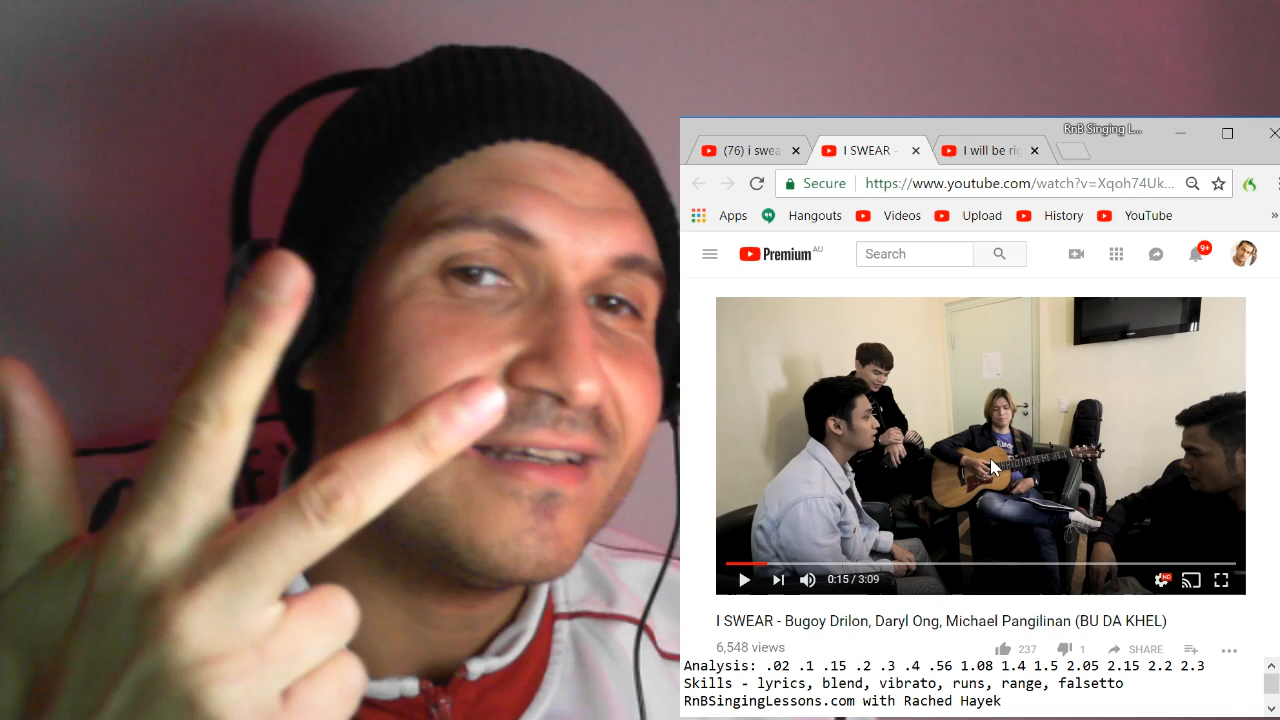 RnB Singing L...
(76) i swea
I SWEAR -
I will be rig
Secure
https://www.youtube.com/watch?v=Xqoh74Uk...
Apps Hangouts Videos Upload History YouTube
Premium AU
Search
9+
0:15 / 3:09
HD
I SWEAR - Bugoy Drilon, Daryl Ong, Michael Pangilinan (BU DA KHEL)
6,548 views
237 1 SHARE
Analysis: .02 .1 .15 .2 .3 .4 .56 1.08 1.4 1.5 2.05 2.15 2.2 2.3
Skills - lyrics, blend, vibrato, runs, range, falsetto
RnBSingingLessons.com with Rached Hayek